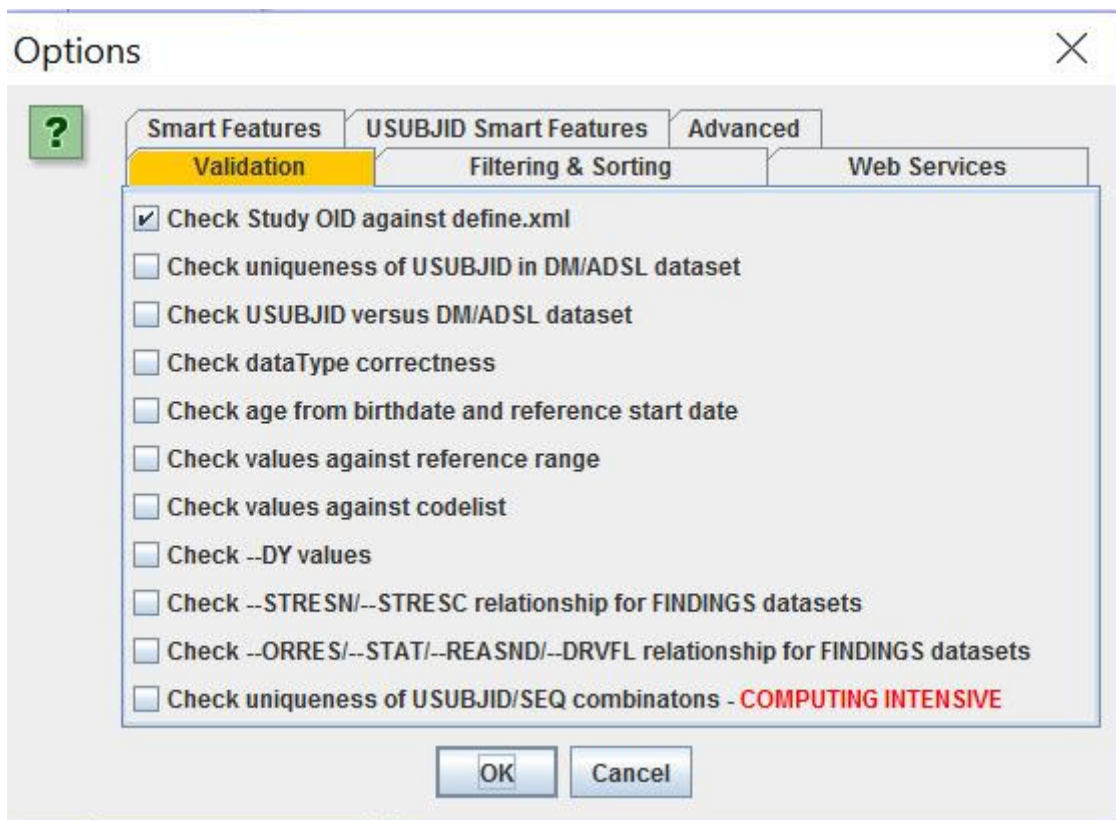 Options
?
Smart Features USUBJID Smart Features Advanced
Validation Filtering & Sorting Web Services
Check Study OID against define.xml
Check uniqueness of USUBJID in DM/ADSL dataset
Check USUBJID versus DM/ADSL dataset
Check dataType correctness
Check age from birthdate and reference start date
Check values against reference range
Check values against codelist
Check --DY values
Check --STRESN/--STRESC relationship for FINDINGS datasets
Check --ORRES/--STAT/--REASND/--DRVFL relationship for FINDINGS datasets
Check uniqueness of USUBJID/SEQ combinatons - COMPUTING INTENSIVE
OK Cancel